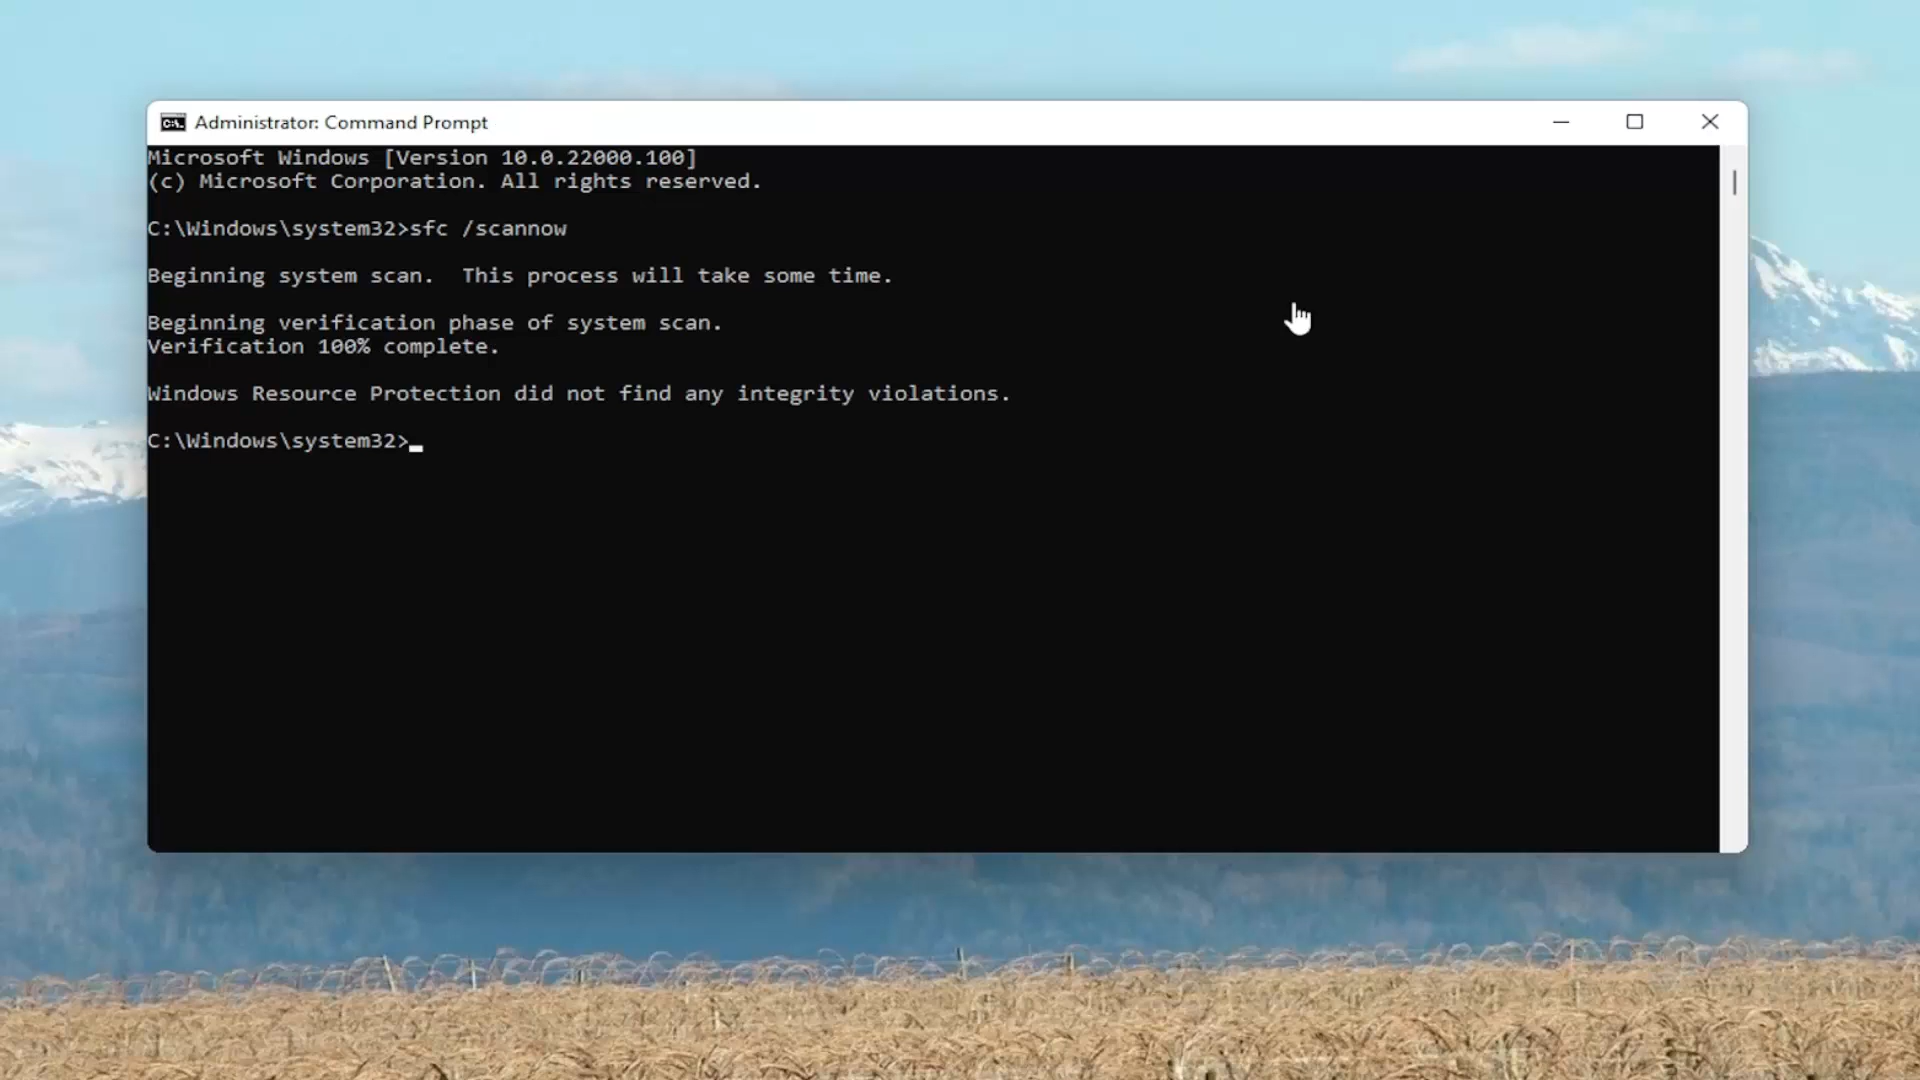 Administrator: Command Prompt
Microsoft Windows [Version 10.0.22000.100]
(c) Microsoft Corporation. All rights reserved.
C:\Windows\system32>sfc /scannow
Beginning system scan.  This process will take some time.
Beginning verification phase of system scan.
Verification 100% complete.
Windows Resource Protection did not find any integrity violations.
C:\Windows\system32>